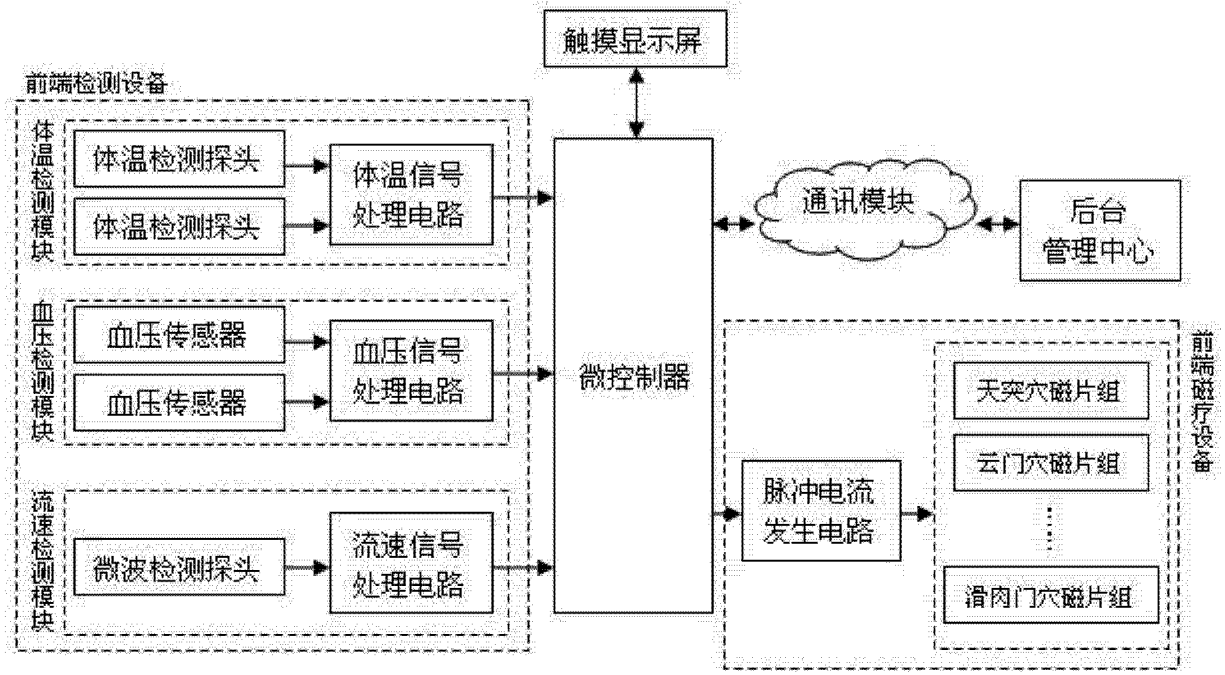 触摸显示屏
前端检测设备
体温检测模块
体温检测探头
体温检测探头
体温信号
处理电路
血压检测模块
血压传感器
血压传感器
血压信号
处理电路
流速检测模块
微波检测探头
流速信号
处理电路
微控制器
通讯模块
后台
管理中心
前端磁疗设备
脉冲电流
发生电路
天突穴磁片组
云门穴磁片组
……
滑肉门穴磁片组